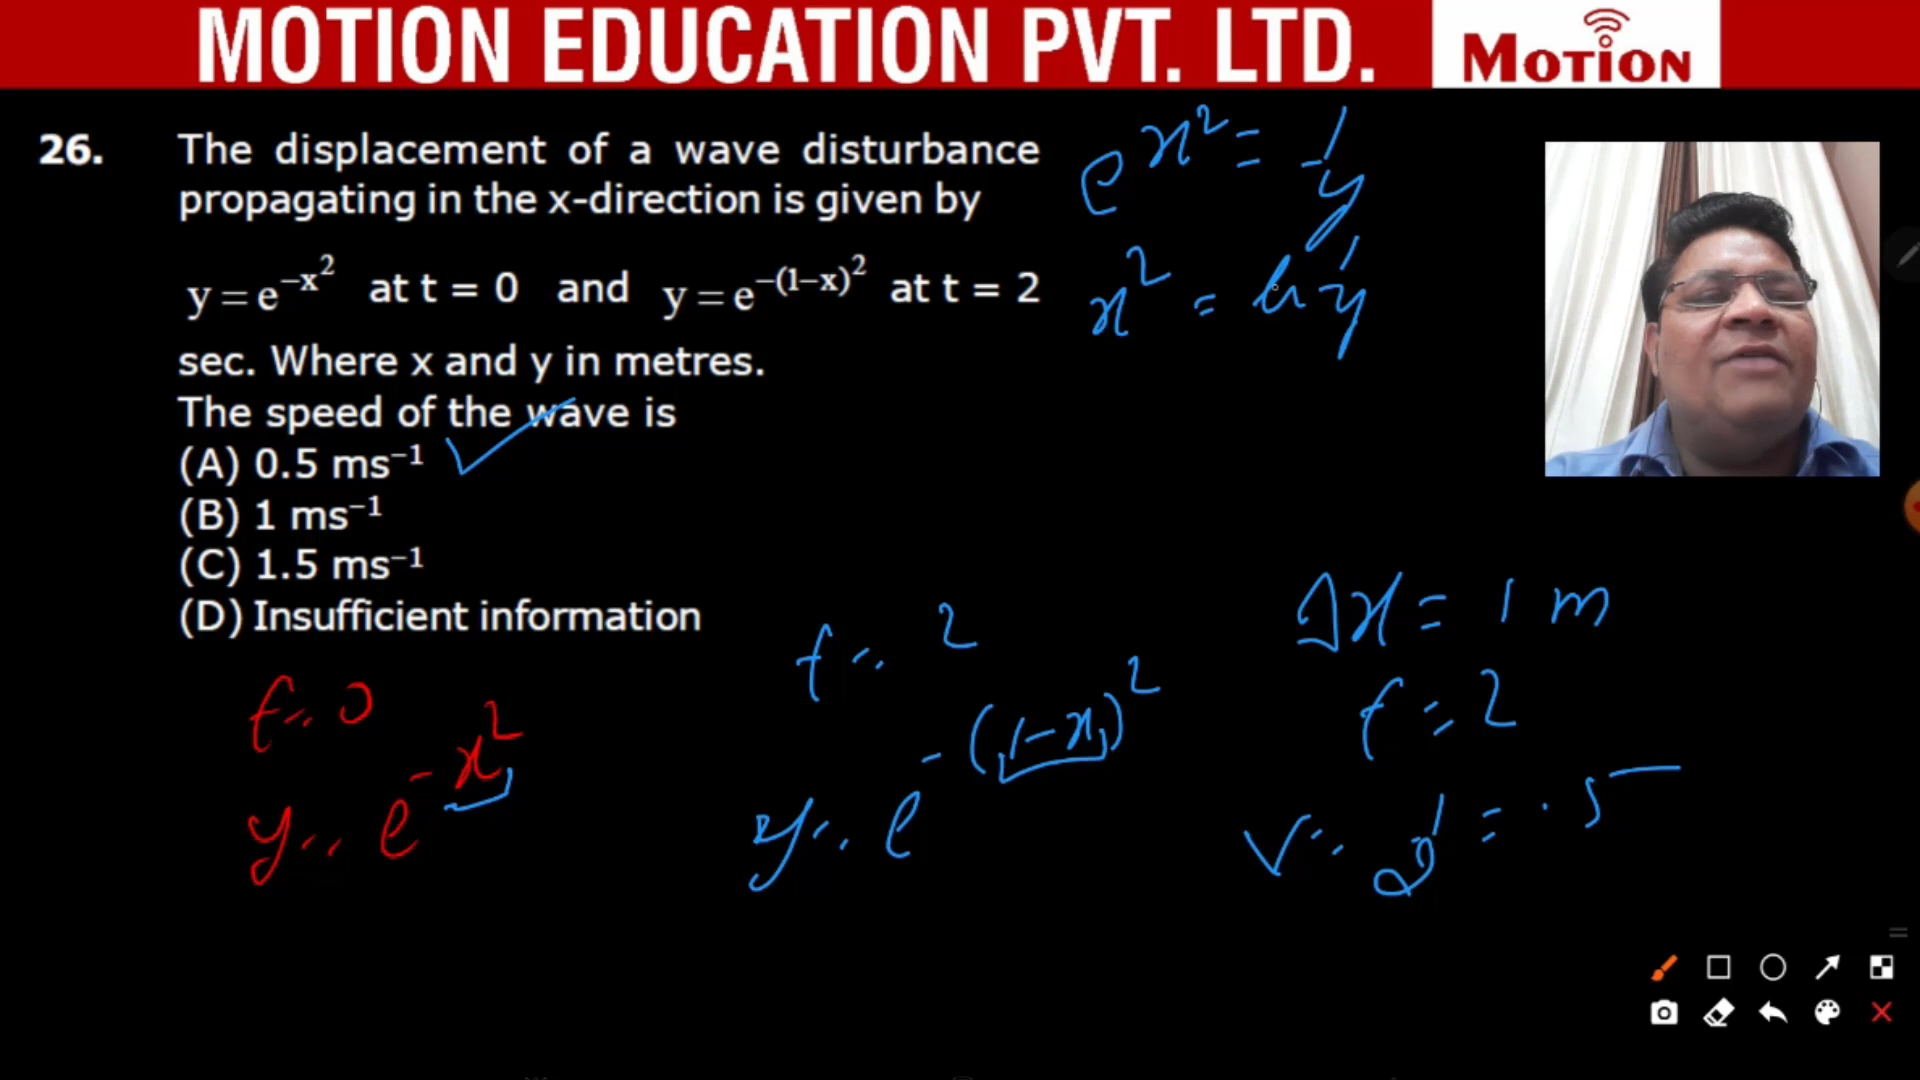 MOTION EDUCATION PVT. LTD.
MOTION
26. The displacement of a wave disturbance
propagating in the x-direction is given by
y = e^{-x^2} at t = 0 and y = e^{-(1-x)^2} at t = 2
sec. Where x and y in metres.
The speed of the wave is
(A) 0.5 ms⁻¹
(B) 1 ms⁻¹
(C) 1.5 ms⁻¹
(D) Insufficient information
e^{x^2} = 1/y
x^2 = ln 1/y
t = 0
y = e^{-x^2}
t = 2
y = e^{-(1-x)^2}
Δx = 1 m
t = 2
v = 1/2 = .5